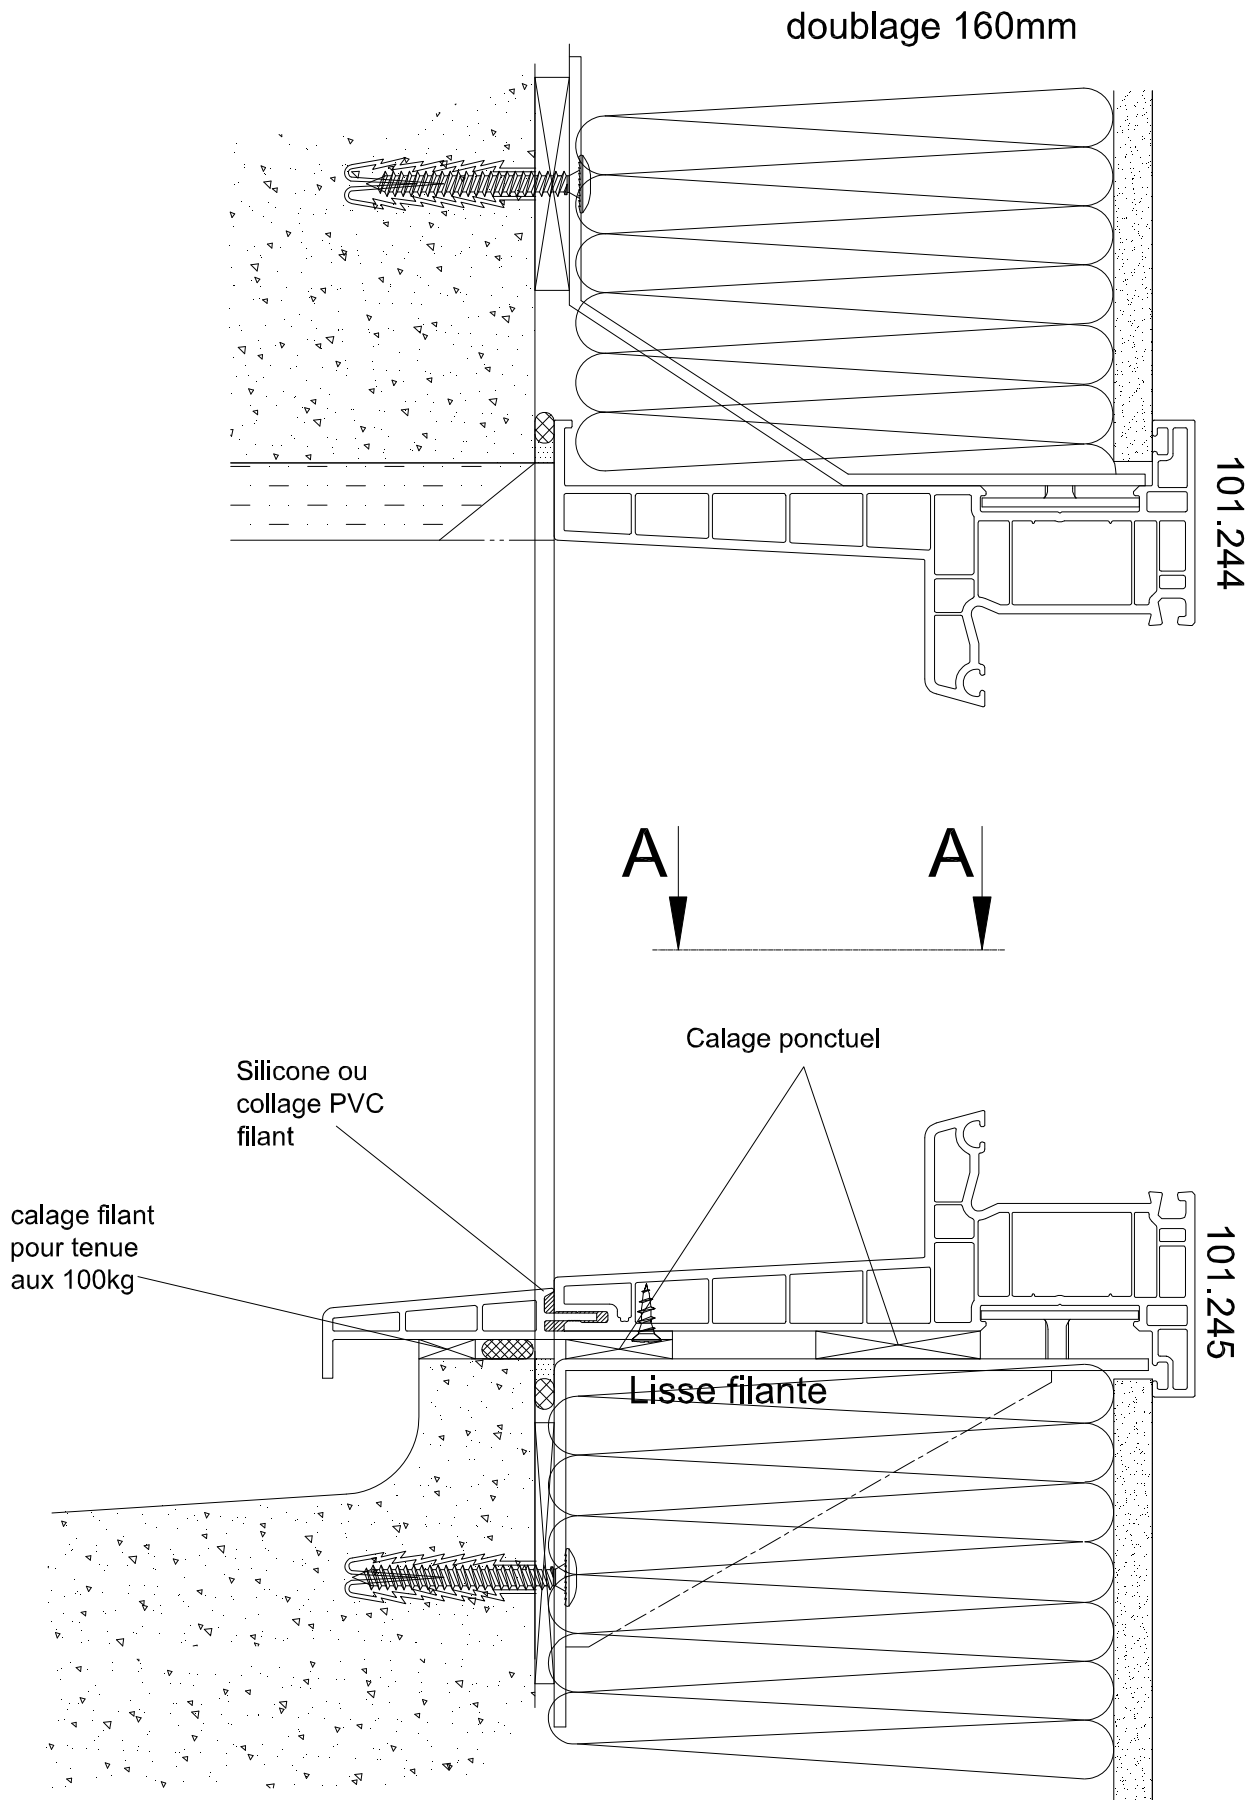 doublage 160mm
101.244
A
A
Calage ponctuel
Silicone ou
collage PVC
filant
calage filant
pour tenue
aux 100kg
101.245
Lisse filante